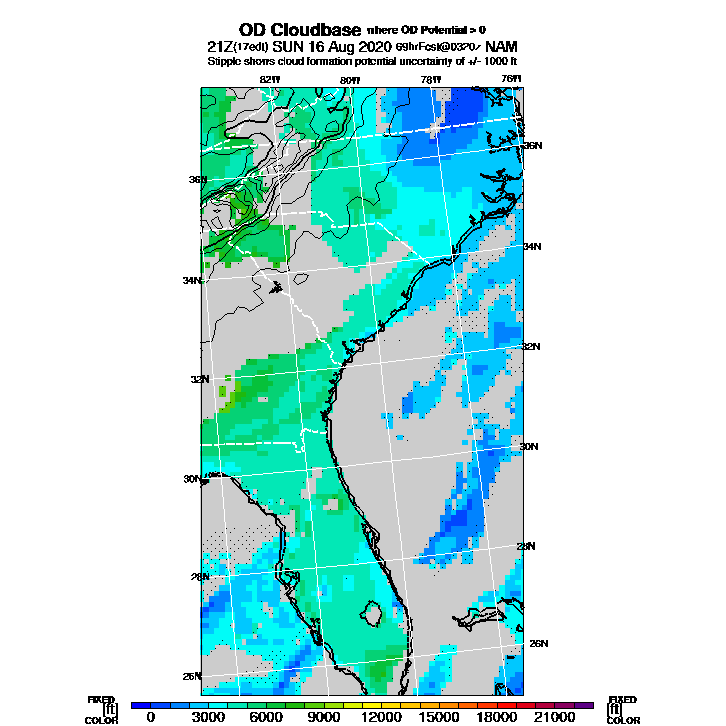 OD Cloudbase where OD Potential > 0
21Z(17edt) SUN 16 Aug 2020 69hrFcst@0320z NAM
Stipple shows cloud formation potential uncertainty of +/- 1000 ft
82W 80W 78W 76W
36N
36N
34N
34N
32N
32N
30N
30N
28N
28N
26N
26N
FIXED FIXED
[ft] [ft]
COLOR 0 3000 6000 9000 12000 15000 18000 21000 COLOR